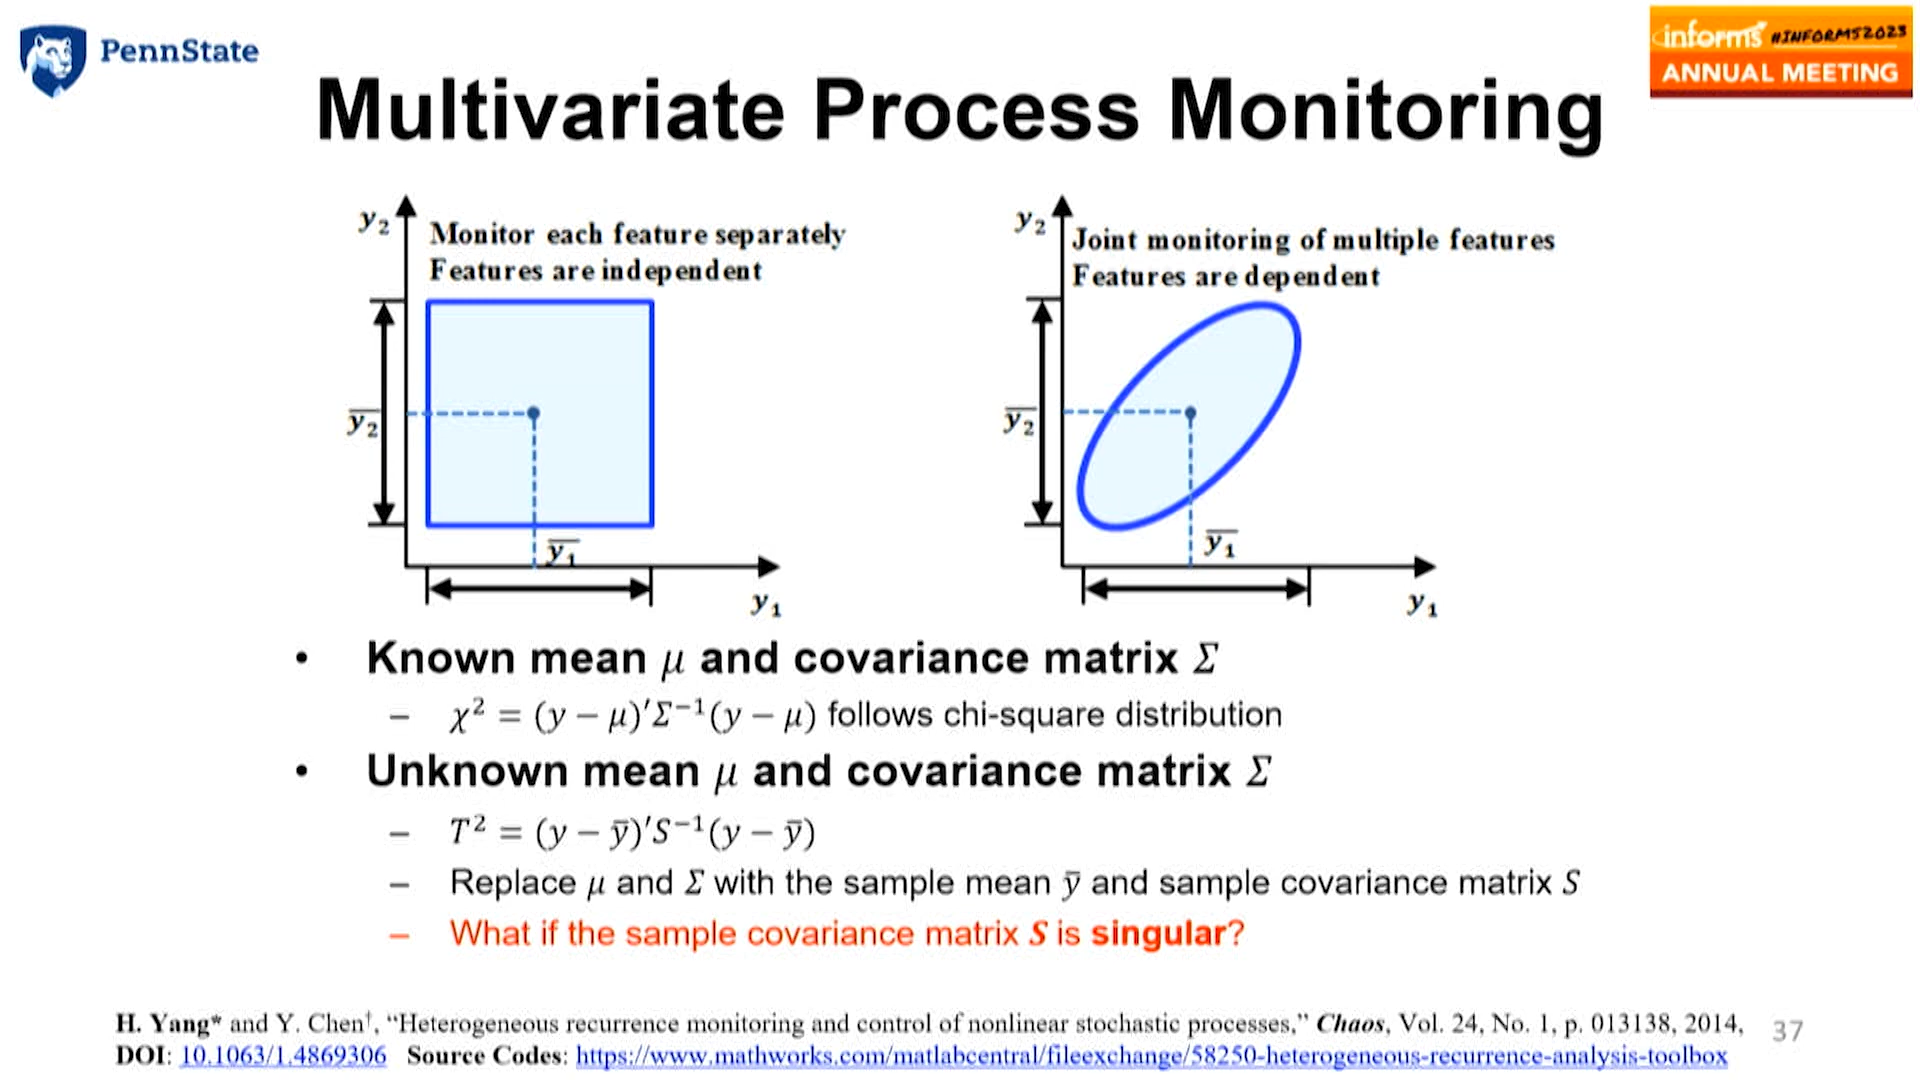 PennState
informs #INFORMS2023
ANNUAL MEETING
Multivariate Process Monitoring
y₂
Monitor each feature separately
Features are independent
y̅₂
y̅₁
y₁
y₂
Joint monitoring of multiple features
Features are dependent
y̅₂
y̅₁
y₁
• Known mean μ and covariance matrix Σ
– χ² = (y – μ)′Σ⁻¹(y – μ) follows chi-square distribution
• Unknown mean μ and covariance matrix Σ
– T² = (y – y̅)′S⁻¹(y – y̅)
– Replace μ and Σ with the sample mean y̅ and sample covariance matrix S
– What if the sample covariance matrix S is singular?
H. Yang* and Y. Chen†, “Heterogeneous recurrence monitoring and control of nonlinear stochastic processes,” Chaos, Vol. 24, No. 1, p. 013138, 2014,
DOI: 10.1063/1.4869306 Source Codes: https://www.mathworks.com/matlabcentral/fileexchange/58250-heterogeneous-recurrence-analysis-toolbox
37